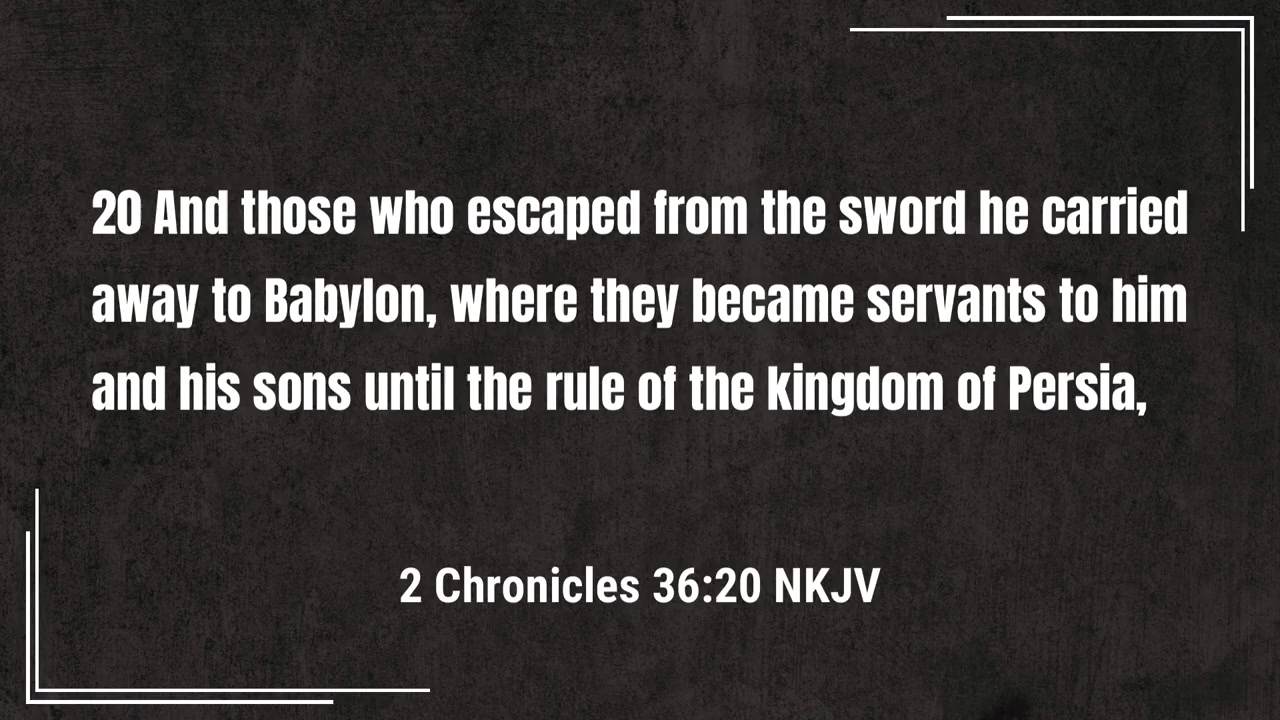 20 And those who escaped from the sword he carried
away to Babylon, where they became servants to him
and his sons until the rule of the kingdom of Persia,
2 Chronicles 36:20 NKJV